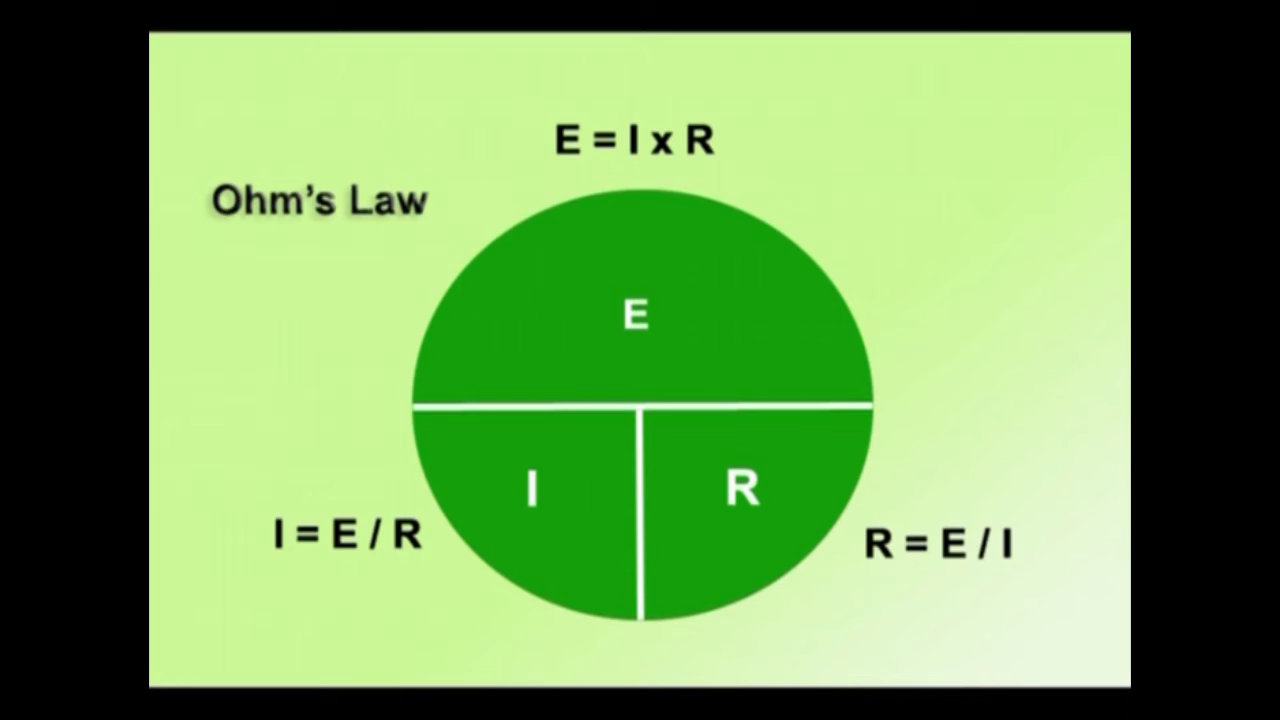 E = I x R
Ohm's Law
E
I
R
I = E / R
R = E / I